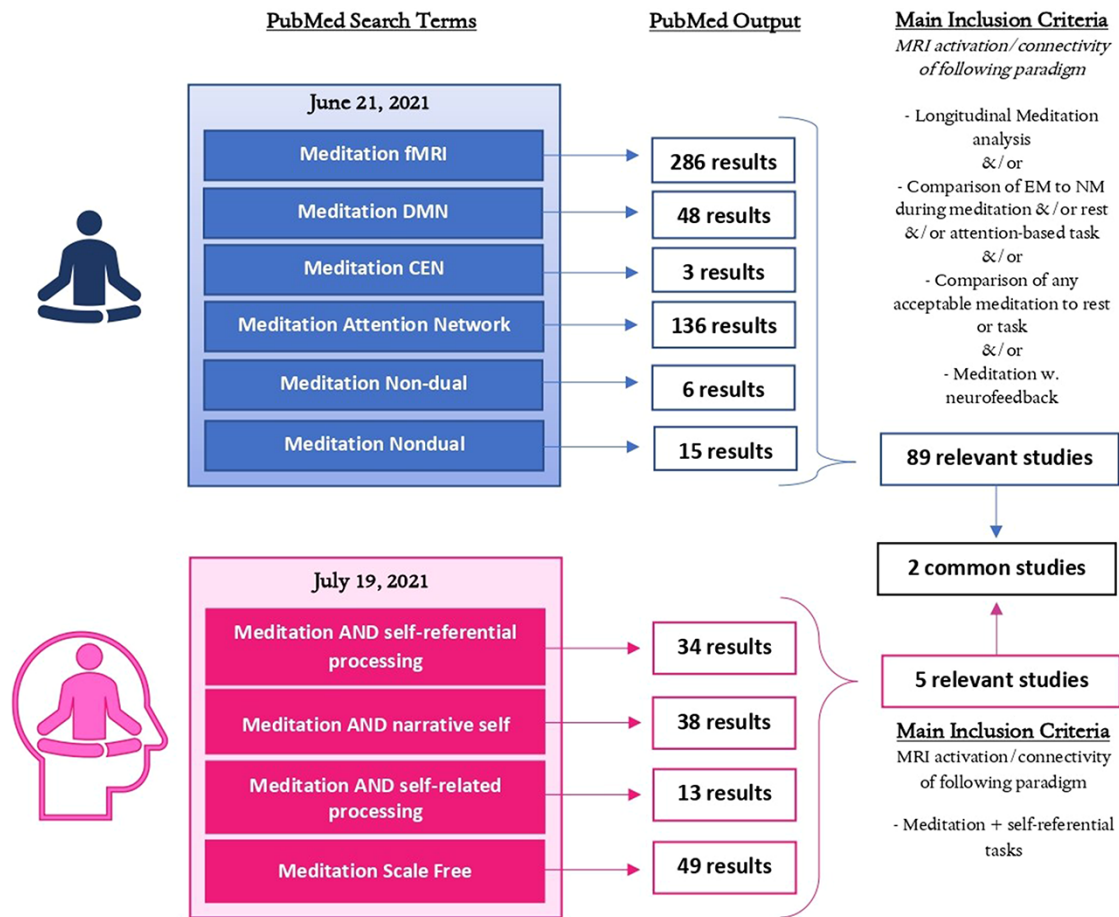 PubMed Search Terms
PubMed Output
Main Inclusion Criteria
MRI activation/connectivity
of following paradigm
- Longitudinal Meditation
analysis
&/or
- Comparison of EM to NM
during meditation &/or rest
&/or attention-based task
&/or
- Comparison of any
acceptable meditation to rest
or task
&/or
- Meditation w.
neurofeedback
June 21, 2021
Meditation fMRI
286 results
Meditation DMN
48 results
Meditation CEN
3 results
Meditation Attention Network
136 results
Meditation Non-dual
6 results
Meditation Nondual
15 results
89 relevant studies
2 common studies
July 19, 2021
Meditation AND self-referential
processing
34 results
Meditation AND narrative self
38 results
Meditation AND self-related
processing
13 results
Meditation Scale Free
49 results
5 relevant studies
Main Inclusion Criteria
MRI activation/connectivity
of following paradigm
- Meditation + self-referential
tasks